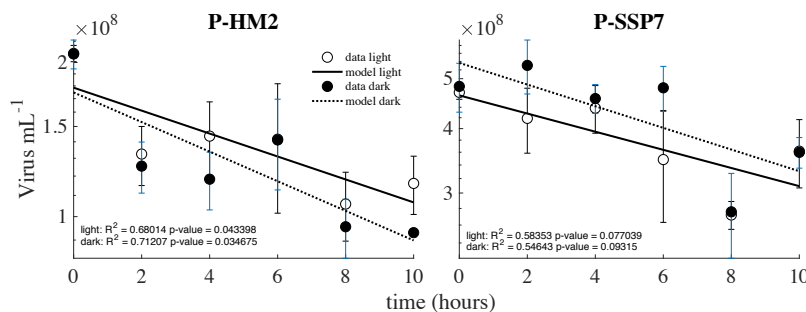 P-HM2
P-SSP7
×10⁸
×10⁸
data light
model light
data dark
model dark
2
1.5
1
5
4
3
Virus mL⁻¹
light: R² = 0.68014 p-value = 0.043398
dark: R² = 0.71207 p-value = 0.034675
light: R² = 0.58353 p-value = 0.077039
dark: R² = 0.54643 p-value = 0.09315
0 2 4 6 8 10
0 2 4 6 8 10
time (hours)